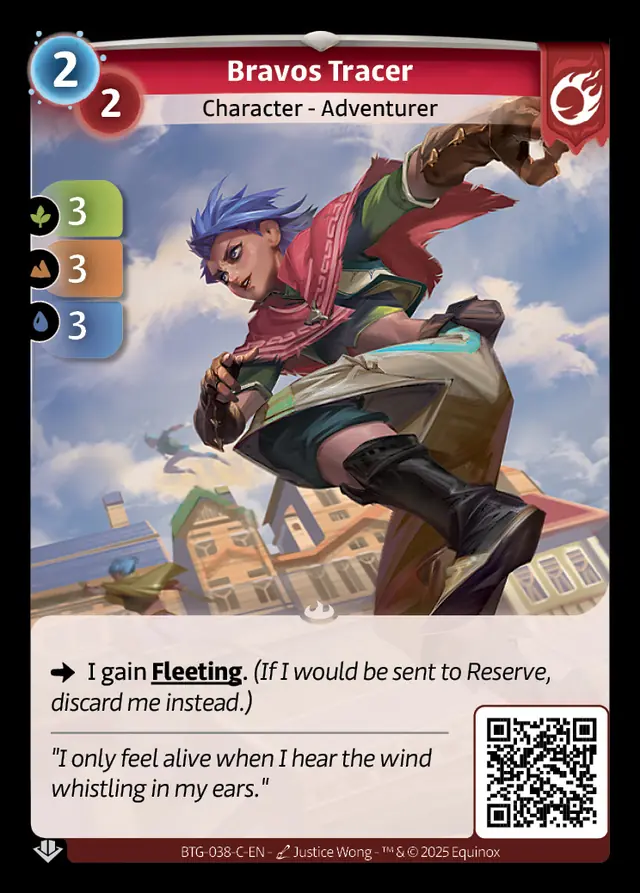 2
Bravos Tracer
2
Character - Adventurer
3
3
3
I gain Fleeting. (If I would be sent to Reserve,
discard me instead.)
"I only feel alive when I hear the wind
whistling in my ears."
BTG-038-C-EN - Justice Wong - ™ & © 2025 Equinox